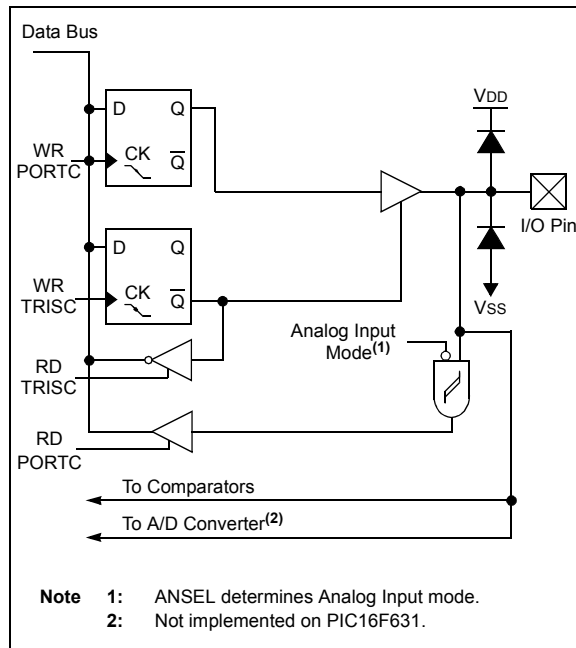 Data Bus
D Q
VDD
WR
PORTC
CK Q
I/O Pin
D Q
WR
TRISC
CK Q
VSS
Analog Input
Mode(1)
RD
TRISC
RD
PORTC
To Comparators
To A/D Converter(2)
Note 1: ANSEL determines Analog Input mode.
2: Not implemented on PIC16F631.